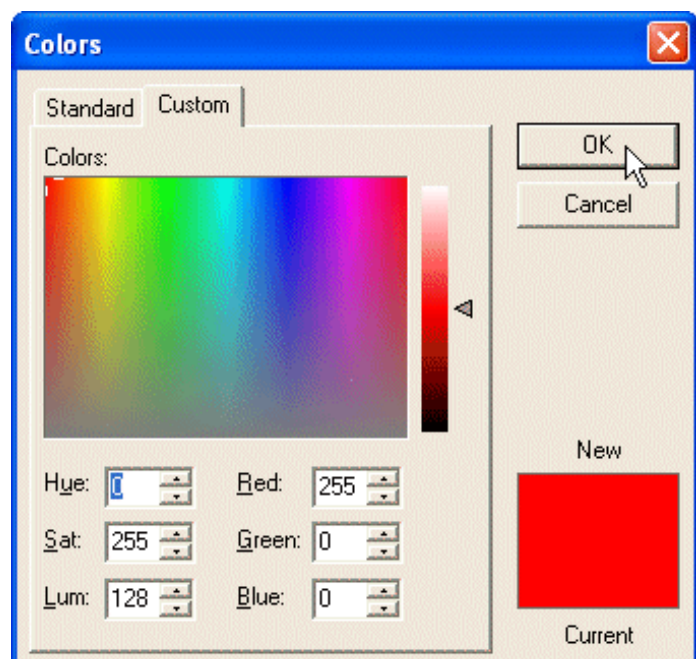 Colors
Standard Custom
Colors:
OK
Cancel
New
Hue: 0 Red: 255
Sat: 255 Green: 0
Lum: 128 Blue: 0
Current